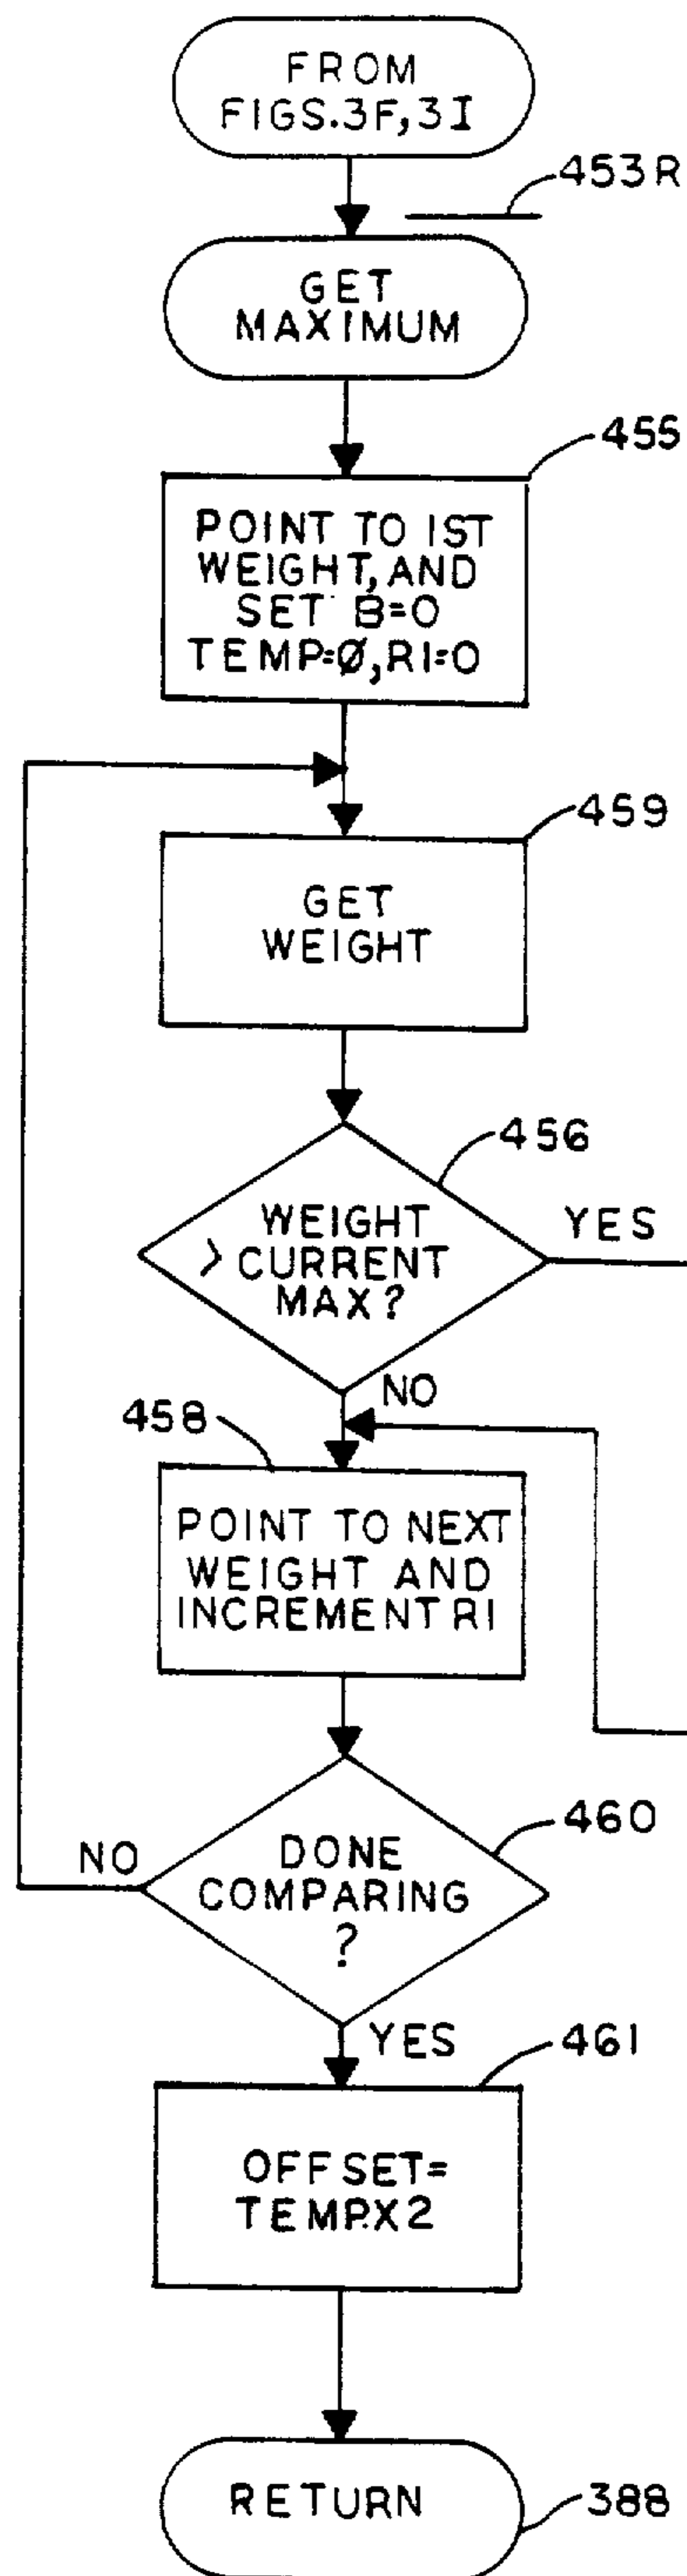 FROM
FIGS.3F,3I
453R
GET
MAXIMUM
455
POINT TO 1ST
WEIGHT, AND
SET B=0
TEMP=Ø,R1=0
459
GET
WEIGHT
456
WEIGHT
> CURRENT
MAX?
YES
NO
458
POINT TO NEXT
WEIGHT AND
INCREMENT R1
460
NO
DONE
COMPARING
?
YES
461
OFFSET=
TEMP.X2
RETURN
388